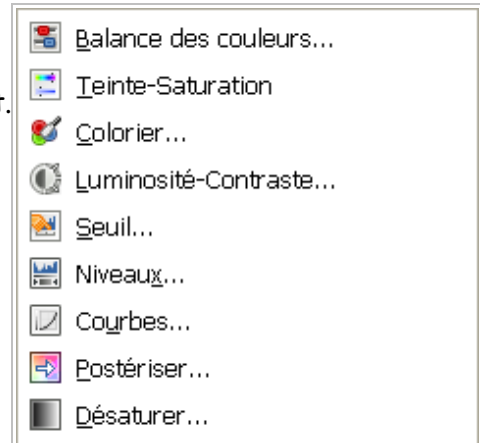 Balance des couleurs...
Teinte-Saturation
r.
Colorier...
Luminosité-Contraste...
Seuil...
Niveaux...
Courbes...
Postériser...
Désaturer...